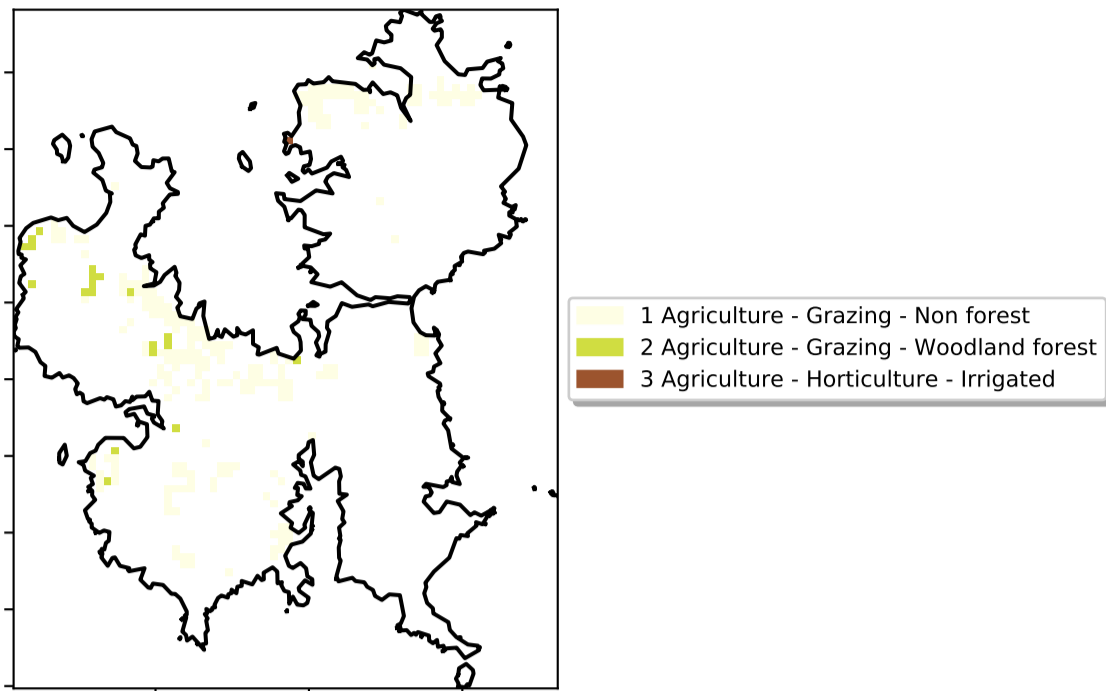 1 Agriculture - Grazing - Non forest
2 Agriculture - Grazing - Woodland forest
3 Agriculture - Horticulture - Irrigated